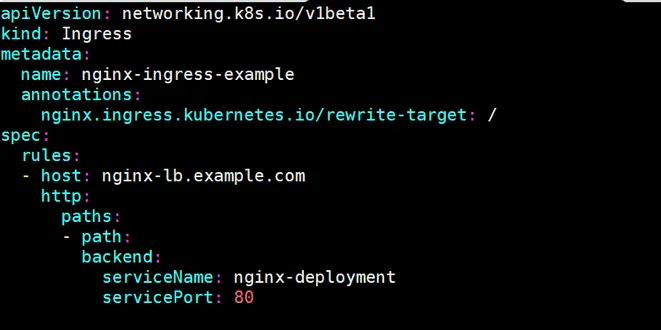 apiVersion: networking.k8s.io/v1beta1
kind: Ingress
metadata:
  name: nginx-ingress-example
  annotations:
    nginx.ingress.kubernetes.io/rewrite-target: /
spec:
  rules:
  - host: nginx-lb.example.com
    http:
      paths:
      - path:
        backend:
          serviceName: nginx-deployment
          servicePort: 80